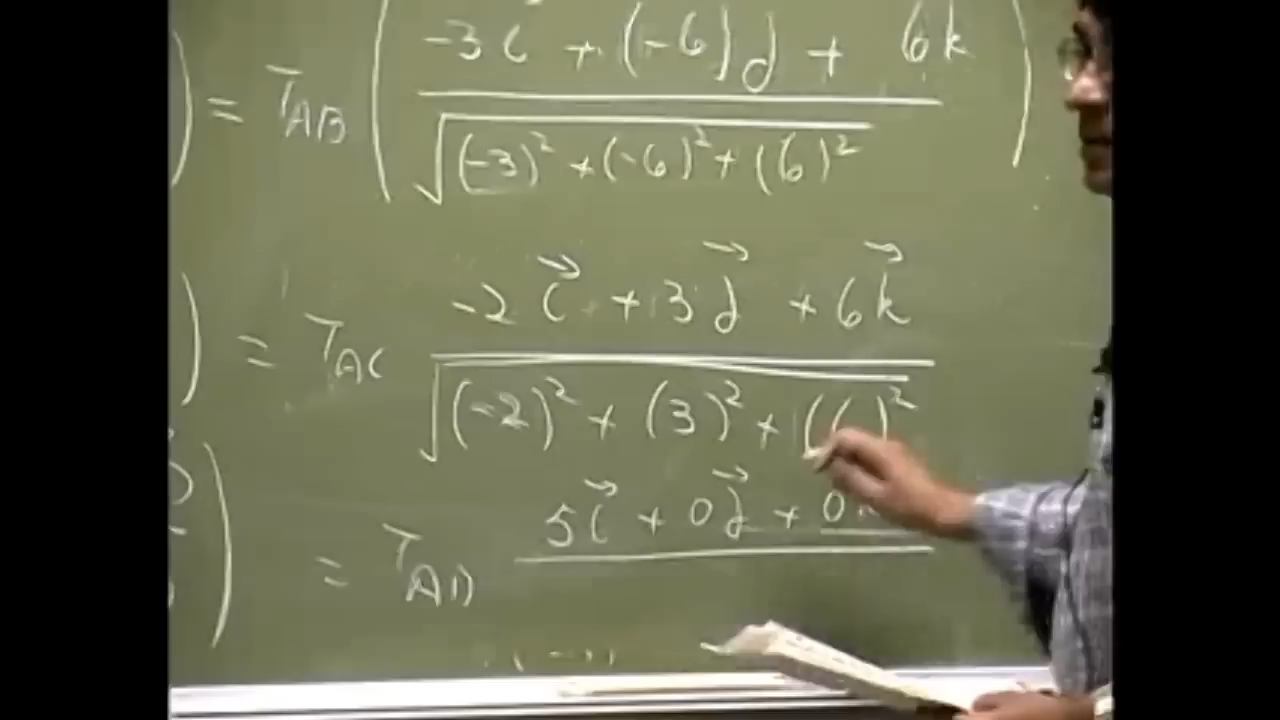 -3i + (-6)j + 6k
) = T_AB ( ——— )
√(-3)² + (-6)² + (6)²
-2i⃗ + 3j⃗ + 6k⃗
) = T_AC ———
√(-2)² + (3)² + (6)²
5i⃗ + 0j⃗ + 0k
) = T_AD ———